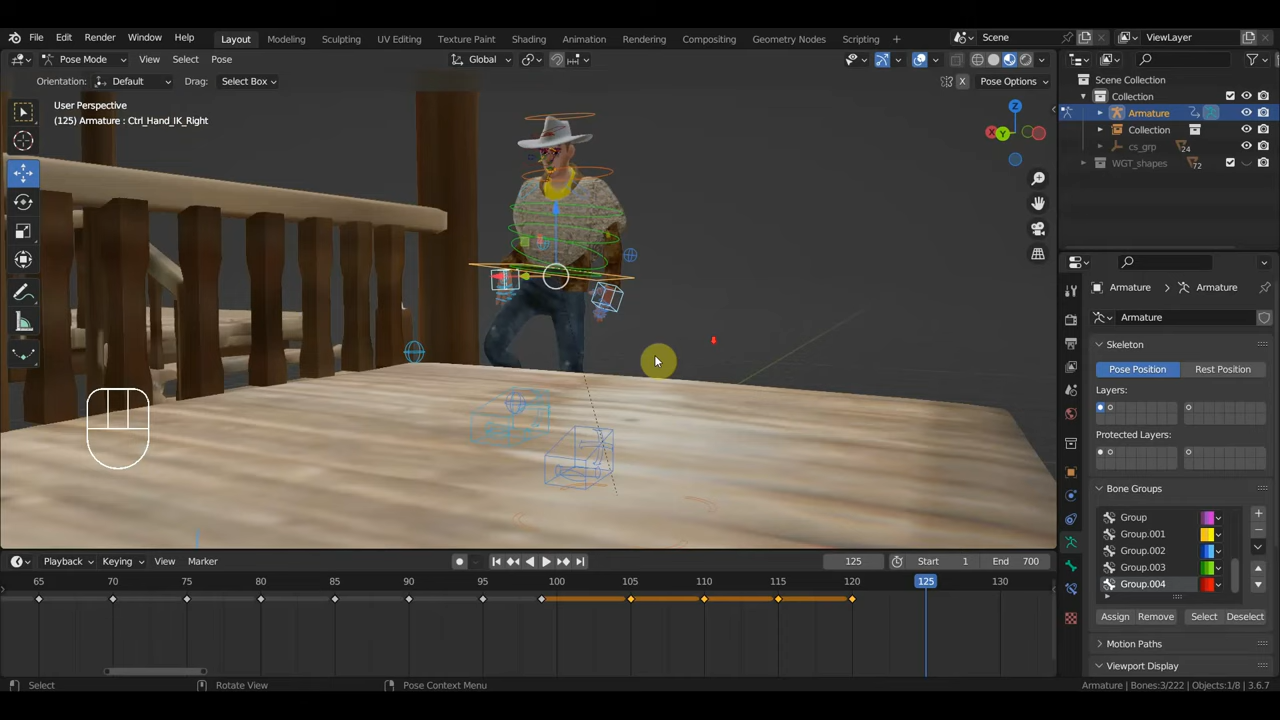 File Edit Render Window Help Layout Modeling Sculpting UV Editing Texture Paint Shading Animation Rendering Compositing Geometry Nodes Scripting + Scene ViewLayer
Pose Mode View Select Pose Global
Orientation: Default Drag: Select Box X Pose Options
Scene Collection
Collection
Armature
Collection
cs_grp 24
WGT_shapes 72
User Perspective
(125) Armature : Ctrl_Hand_IK_Right
Z
X
Y
Armature > Armature
Armature
Skeleton
Pose Position Rest Position
Layers:
Protected Layers:
Bone Groups
Group
Group.001
Group.002
Group.003
Group.004
Assign Remove Select Deselect
Motion Paths
Viewport Display
Playback Keying View Marker 125 Start 1 End 700
65 70 75 80 85 90 95 100 105 110 115 120 125 130
Select Rotate View Pose Context Menu Armature | Bones:3/222 | Objects:1/8 | 3.6.7